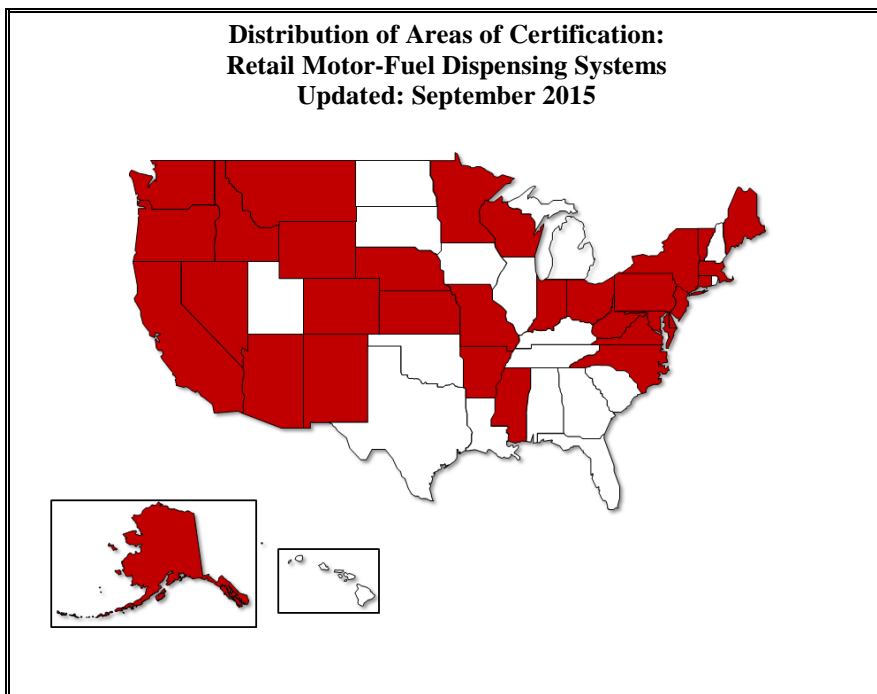 Distribution of Areas of Certification:
Retail Motor-Fuel Dispensing Systems
Updated: September 2015